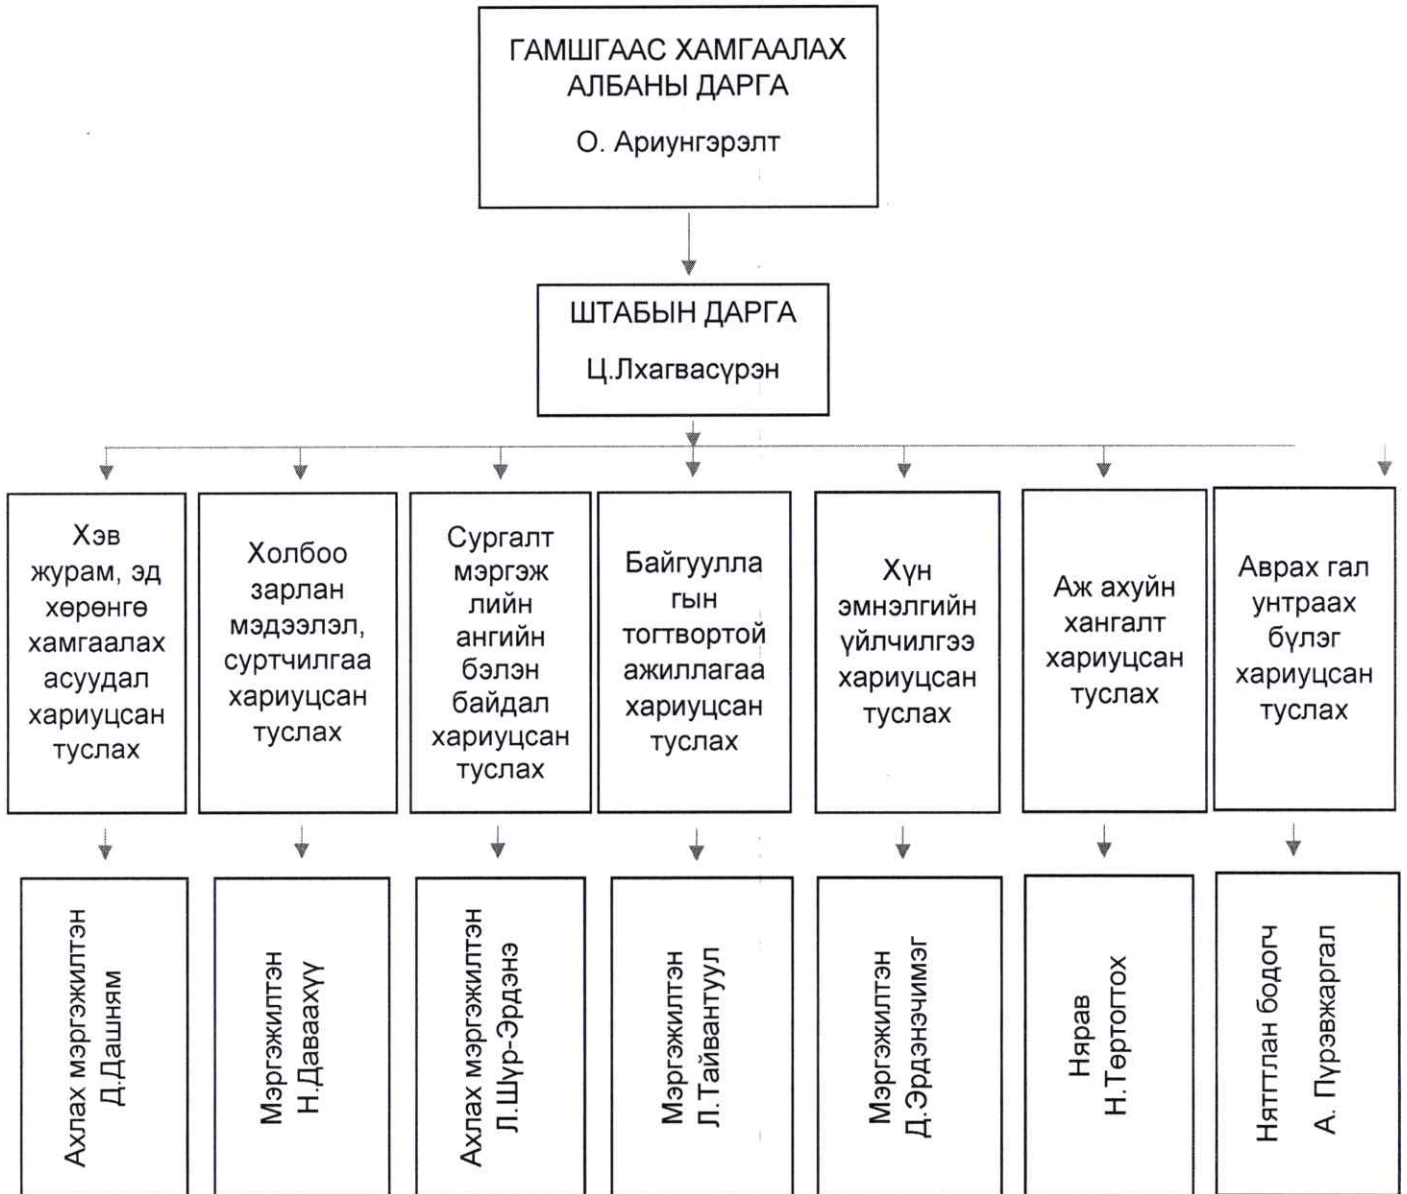 ГАМШГААС ХАМГААЛАХ
АЛБАНЫ ДАРГА
О. Ариунгэрэлт
ШТАБЫН ДАРГА
Ц.Лхагвасүрэн
Хэв
журам, эд
хөрөнгө
хамгаалах
асуудал
хариуцсан
туслах
Холбоо
зарлан
мэдээлэл,
суртчилгаа
хариуцсан
туслах
Сургалт
мэргэж
лийн
ангийн
бэлэн
байдал
хариуцсан
туслах
Байгуулла
гын
тогтвортой
ажиллагаа
хариуцсан
туслах
Хүн
эмнэлгийн
үйлчилгээ
хариуцсан
туслах
Аж ахуйн
хангалт
хариуцсан
туслах
Аврах гал
унтраах
бүлэг
хариуцсан
туслах
Ахлах мэргэжилтэн
Д.Дашням
Мэргэжилтэн
Н.Даваахүү
Ахлах мэргэжилтэн
Л.Шүр-Эрдэнэ
Мэргэжилтэн
Л.Тайвантуул
Мэргэжилтэн
Д.Эрдэнэчимэг
Нярав
Н.Төртогтох
Нятгтлан бодогч
А. Пүрэвжаргал